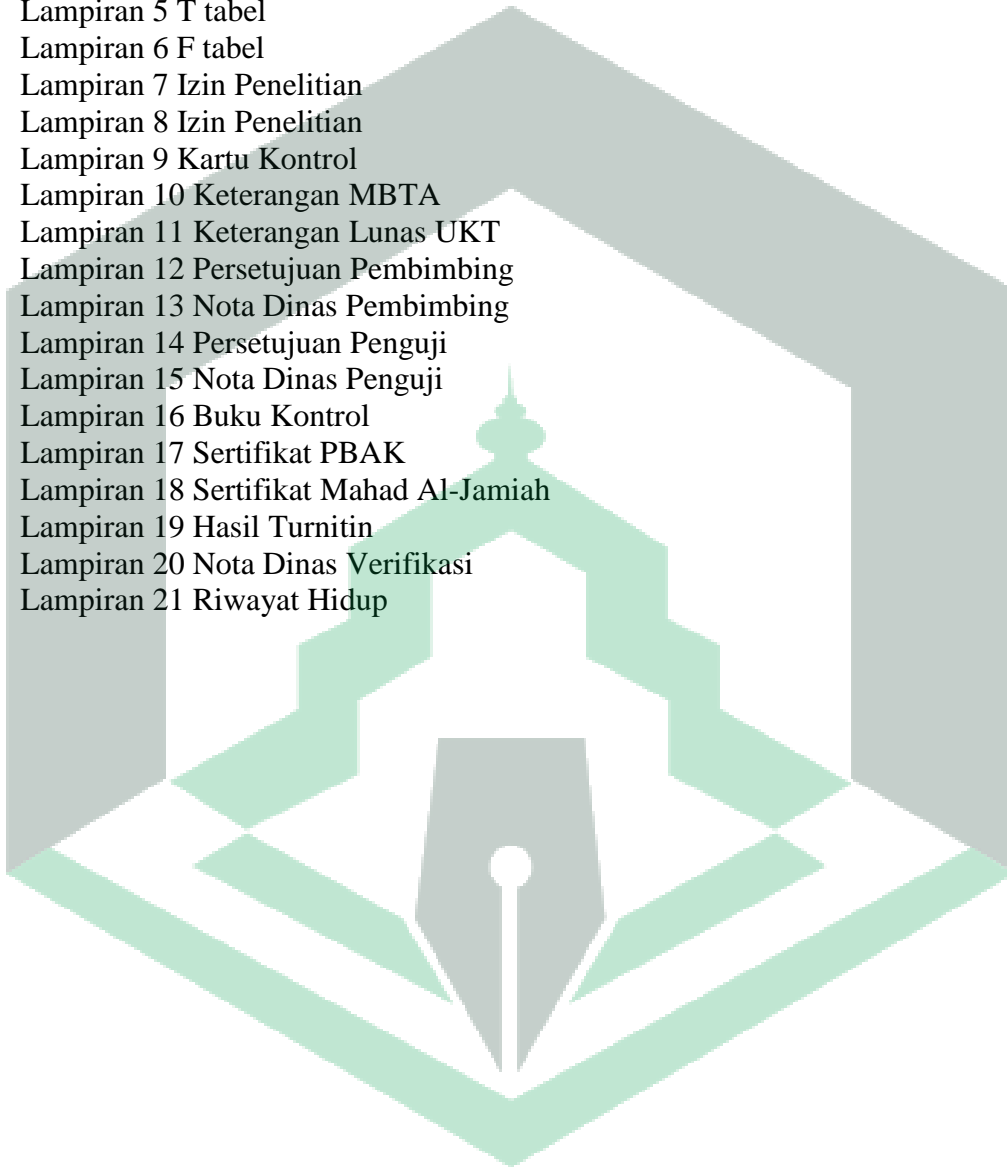 Lampiran 5 T tabel
Lampiran 6 F tabel
Lampiran 7 Izin Penelitian
Lampiran 8 Izin Penelitian
Lampiran 9 Kartu Kontrol
Lampiran 10 Keterangan MBTA
Lampiran 11 Keterangan Lunas UKT
Lampiran 12 Persetujuan Pembimbing
Lampiran 13 Nota Dinas Pembimbing
Lampiran 14 Persetujuan Penguji
Lampiran 15 Nota Dinas Penguji
Lampiran 16 Buku Kontrol
Lampiran 17 Sertifikat PBAK
Lampiran 18 Sertifikat Mahad Al-Jamiah
Lampiran 19 Hasil Turnitin
Lampiran 20 Nota Dinas Verifikasi
Lampiran 21 Riwayat Hidup